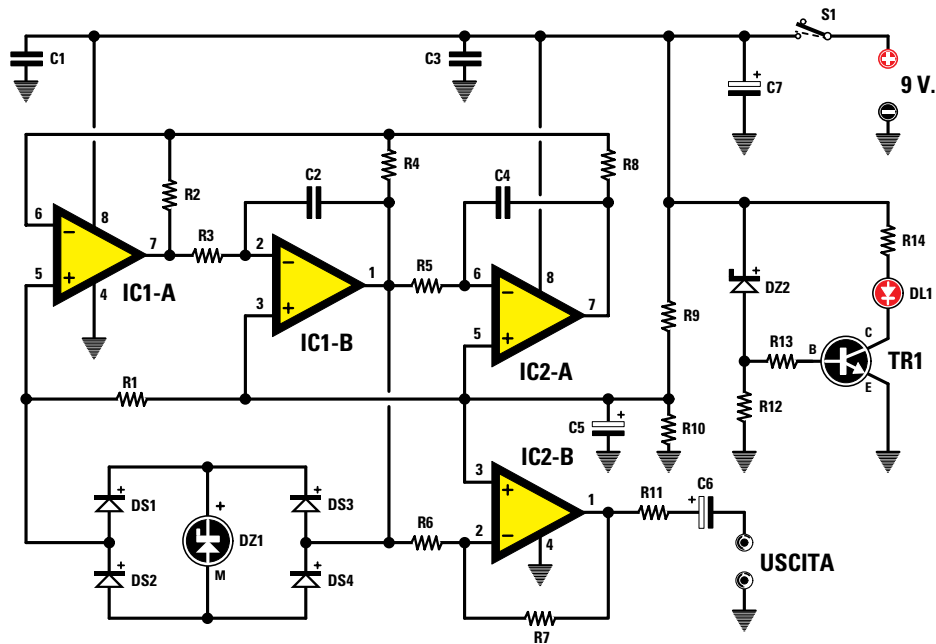 S1
C1
C3
C7
+
9 V.
+
−
R2
C2
R4
C4
R8
6
−
8
7
R3
2
−
1
R5
6
−
8
7
5
+
4
IC1-A
3
+
IC1-B
5
+
IC2-A
R9
DZ2
+
R14
DL1
R13
B
C
E
TR1
R12
R1
C5
+
R10
IC2-B
DS1
+
DS2
+
+
DZ1
M
DS3
+
DS4
+
R6
3
+
2
−
1
4
R7
R11
+
C6
USCITA